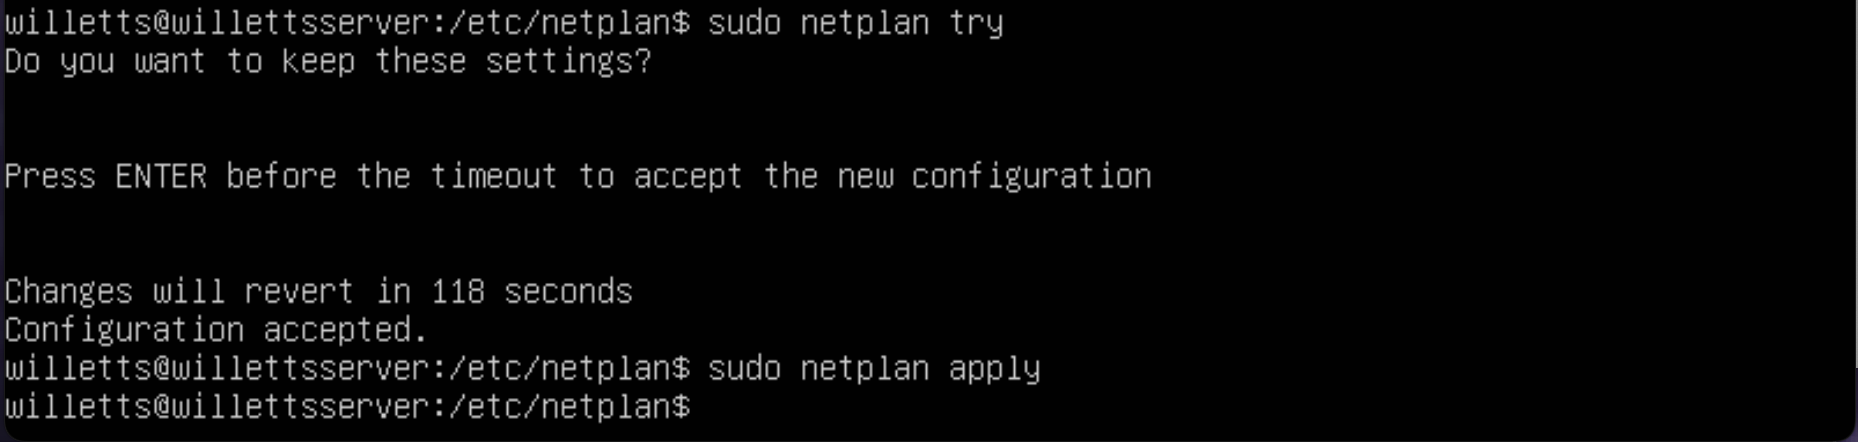 willetts@willettsserver:/etc/netplan$ sudo netplan try
Do you want to keep these settings?
Press ENTER before the timeout to accept the new configuration
Changes will revert in 118 seconds
Configuration accepted.
willetts@willettsserver:/etc/netplan$ sudo netplan apply
willetts@willettsserver:/etc/netplan$